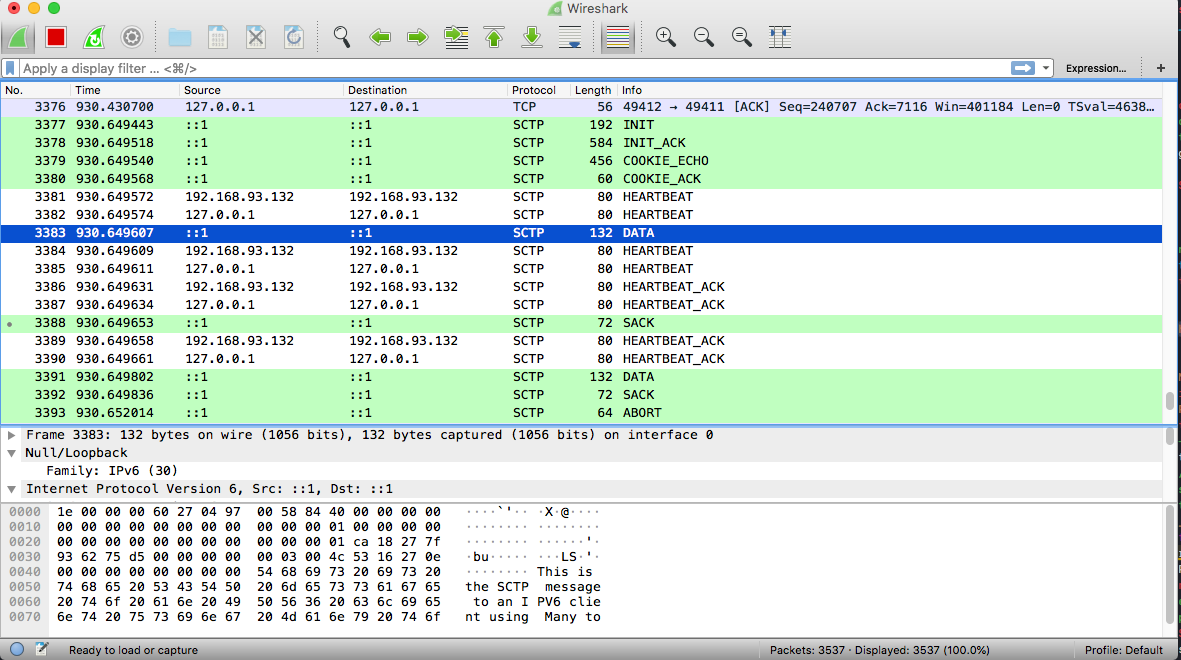 Wireshark
Apply a display filter ... <⌘/>
Expression...
+
No. Time Source Destination Protocol Length Info
3376 930.430700 127.0.0.1 127.0.0.1 TCP 56 49412 → 49411 [ACK] Seq=240707 Ack=7116 Win=401184 Len=0 TSval=4638…
3377 930.649443 ::1 ::1 SCTP 192 INIT
3378 930.649518 ::1 ::1 SCTP 584 INIT_ACK
3379 930.649540 ::1 ::1 SCTP 456 COOKIE_ECHO
3380 930.649568 ::1 ::1 SCTP 60 COOKIE_ACK
3381 930.649572 192.168.93.132 192.168.93.132 SCTP 80 HEARTBEAT
3382 930.649574 127.0.0.1 127.0.0.1 SCTP 80 HEARTBEAT
3383 930.649607 ::1 ::1 SCTP 132 DATA
3384 930.649609 192.168.93.132 192.168.93.132 SCTP 80 HEARTBEAT
3385 930.649611 127.0.0.1 127.0.0.1 SCTP 80 HEARTBEAT
3386 930.649631 192.168.93.132 192.168.93.132 SCTP 80 HEARTBEAT_ACK
3387 930.649634 127.0.0.1 127.0.0.1 SCTP 80 HEARTBEAT_ACK
3388 930.649653 ::1 ::1 SCTP 72 SACK
3389 930.649658 192.168.93.132 192.168.93.132 SCTP 80 HEARTBEAT_ACK
3390 930.649661 127.0.0.1 127.0.0.1 SCTP 80 HEARTBEAT_ACK
3391 930.649802 ::1 ::1 SCTP 132 DATA
3392 930.649836 ::1 ::1 SCTP 72 SACK
3393 930.652014 ::1 ::1 SCTP 64 ABORT
Frame 3383: 132 bytes on wire (1056 bits), 132 bytes captured (1056 bits) on interface 0
Null/Loopback
Family: IPv6 (30)
Internet Protocol Version 6, Src: ::1, Dst: ::1
0000 1e 00 00 00 60 27 04 97 00 58 84 40 00 00 00 00 ····`'·· ·X·@····
0010 00 00 00 00 00 00 00 00 00 00 00 01 00 00 00 00 ········ ········
0020 00 00 00 00 00 00 00 00 00 00 00 01 ca 18 27 7f ········ ······'·
0030 93 62 75 d5 00 00 00 00 00 03 00 4c 53 16 27 0e ·bu····· ···LS·'·
0040 00 00 00 00 00 00 00 00 54 68 69 73 20 69 73 20 ········ This is
0050 74 68 65 20 53 43 54 50 20 6d 65 73 73 61 67 65 the SCTP message
0060 20 74 6f 20 61 6e 20 49 50 56 36 20 63 6c 69 65 to an I PV6 clie
0070 6e 74 20 75 73 69 6e 67 20 4d 61 6e 79 20 74 6f nt using Many to
Ready to load or capture
Packets: 3537 · Displayed: 3537 (100.0%)
Profile: Default